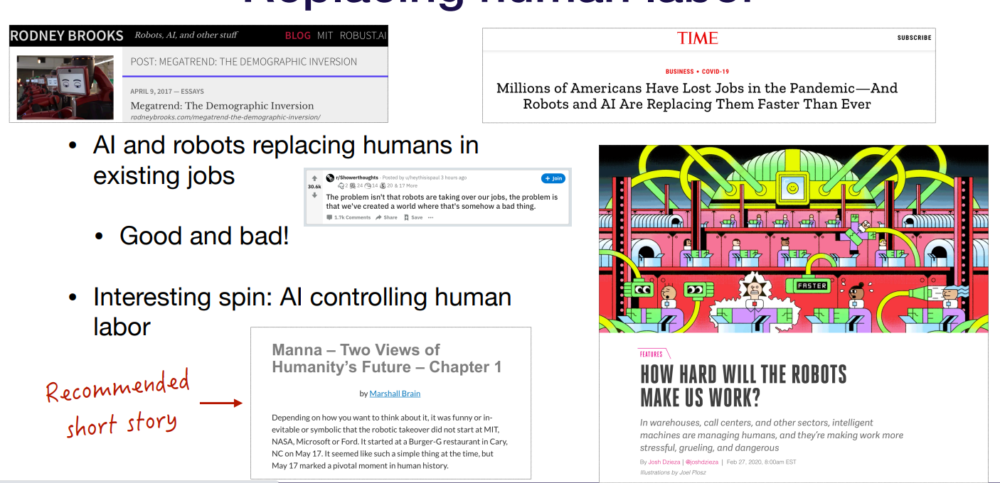 Replacing human labor
RODNEY BROOKS Robots, AI, and other stuff BLOG MIT ROBUST.AI
POST: MEGATREND: THE DEMOGRAPHIC INVERSION
APRIL 9, 2017 — ESSAYS
Megatrend: The Demographic Inversion
rodneybrooks.com/megatrend-the-demographic-inversion/
TIME
SUBSCRIBE
BUSINESS • COVID-19
Millions of Americans Have Lost Jobs in the Pandemic—And
Robots and AI Are Replacing Them Faster Than Ever
• AI and robots replacing humans in
existing jobs
r/Showerthoughts · Posted by u/heythisispaul 3 hours ago
+ Join
2 24 14 20 & 17 More
30.6k
The problem isn't that robots are taking over our jobs, the problem is
that we've created a world where that's somehow a bad thing.
1.7k Comments Share Save ···
• Good and bad!
• Interesting spin: AI controlling human
labor
Recommended
short story
Manna – Two Views of
Humanity's Future – Chapter 1
by Marshall Brain
Depending on how you want to think about it, it was funny or in-
evitable or symbolic that the robotic takeover did not start at MIT,
NASA, Microsoft or Ford. It started at a Burger-G restaurant in Cary,
NC on May 17. It seemed like such a simple thing at the time, but
May 17 marked a pivotal moment in human history.
FASTER
FEATURES
HOW HARD WILL THE ROBOTS
MAKE US WORK?
In warehouses, call centers, and other sectors, intelligent
machines are managing humans, and they're making work more
stressful, grueling, and dangerous
By Josh Dzieza | @joshdzieza | Feb 27, 2020, 8:00am EST
Illustrations by Joel Plosz